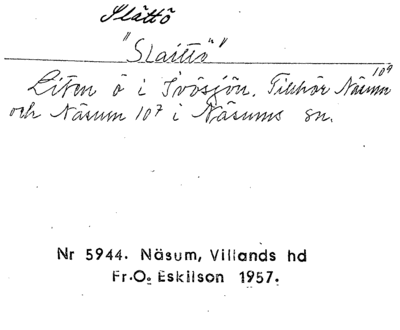 Slättö
"Slaittö"
Liten ö i Ivösjön. Tillhör Näsum 109
och Näsum 107 i Näsums sn.
Nr 5944. Näsum, Villands hd
Fr.O. Eskilson 1957.